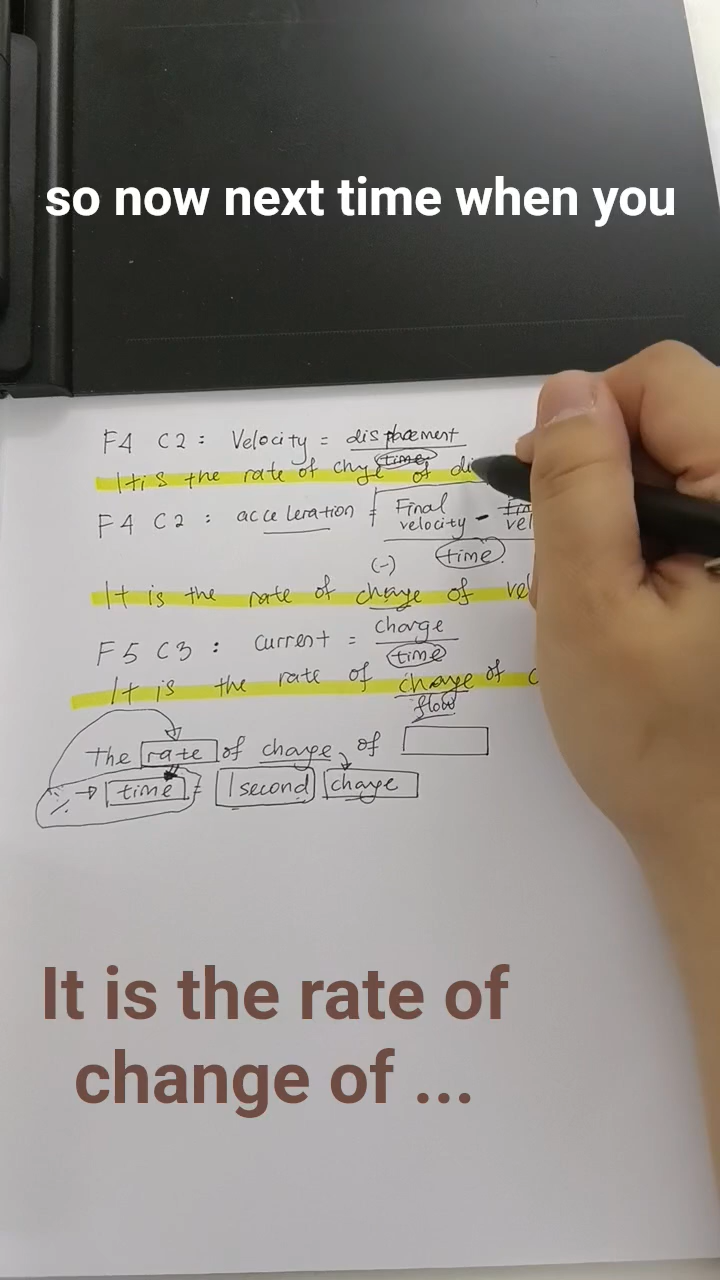 so now next time when you
F4 C2: Velocity = displacement
time
It is the rate of change of
F4 C2: acceleration = Final
velocity -
time.
(-)
It is the rate of change of
F5 C3: Current = charge
time
It is the rate of change of
flow
The rate of change of
% → time = 1 second change
It is the rate of
change of ...